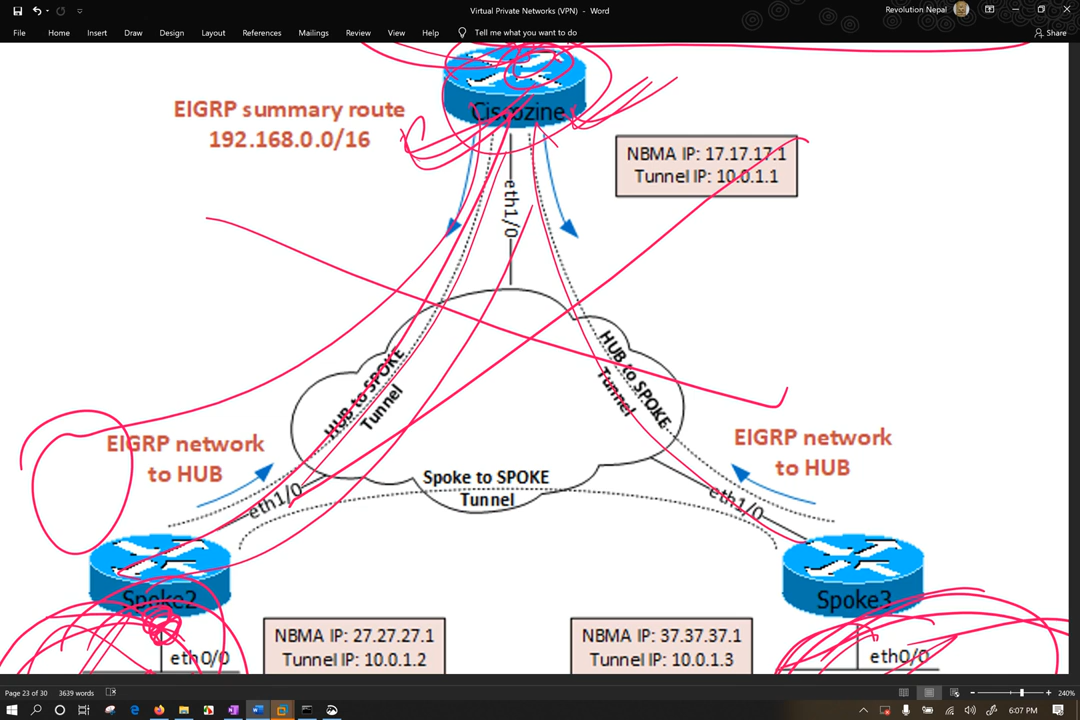 Virtual Private Networks (VPN) - Word
Revolution Nepal
File Home Insert Draw Design Layout References Mailings Review View Help Tell me what you want to do
Share
EIGRP summary route
192.168.0.0/16
Ciscozine
NBMA IP: 17.17.17.1
Tunnel IP: 10.0.1.1
eth1/0
HUB to SPOKE
Tunnel
HUB to SPOKE
Tunnel
EIGRP network
to HUB
EIGRP network
to HUB
Spoke to SPOKE
Tunnel
eth1/0
eth1/0
Spoke2
Spoke3
NBMA IP: 27.27.27.1
Tunnel IP: 10.0.1.2
NBMA IP: 37.37.37.1
Tunnel IP: 10.0.1.3
eth0/0
eth0/0
Page 23 of 30 3639 words
240%
6:07 PM